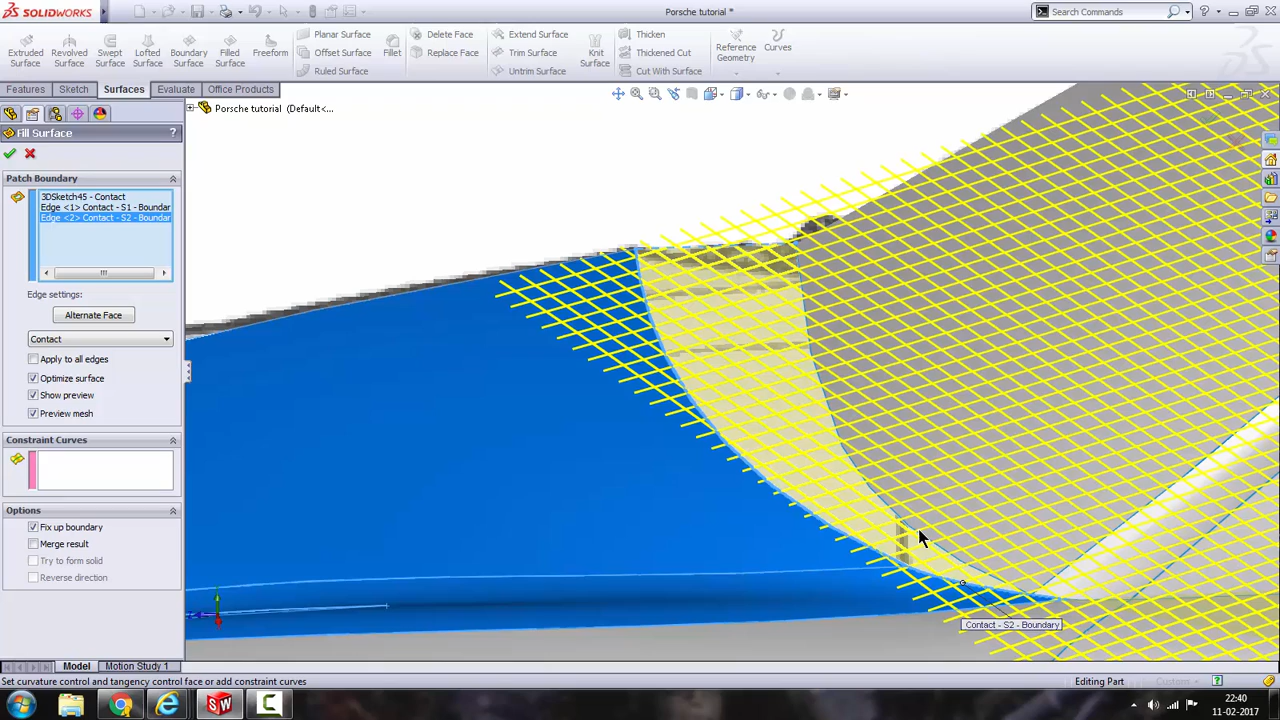 SOLIDWORKS
Porsche tutorial *
Search Commands
Extruded Surface
Revolved Surface
Swept Surface
Lofted Surface
Boundary Surface
Filled Surface
Freeform
Planar Surface
Offset Surface
Ruled Surface
Fillet
Delete Face
Replace Face
Extend Surface
Trim Surface
Untrim Surface
Knit Surface
Thicken
Thickened Cut
Cut With Surface
Reference Geometry
Curves
Features
Sketch
Surfaces
Evaluate
Office Products
Porsche tutorial (Default<...
Fill Surface
?
Patch Boundary
3DSketch45 - Contact
Edge <1> Contact - S1 - Boundar
Edge <2> Contact - S2 - Boundar
Edge settings:
Alternate Face
Contact
Apply to all edges
Optimize surface
Show preview
Preview mesh
Constraint Curves
Options
Fix up boundary
Merge result
Try to form solid
Reverse direction
Contact - S2 - Boundary
Model
Motion Study 1
Set curvature control and tangency control face or add constraint curves
Editing Part
Custom
22:40
11-02-2017